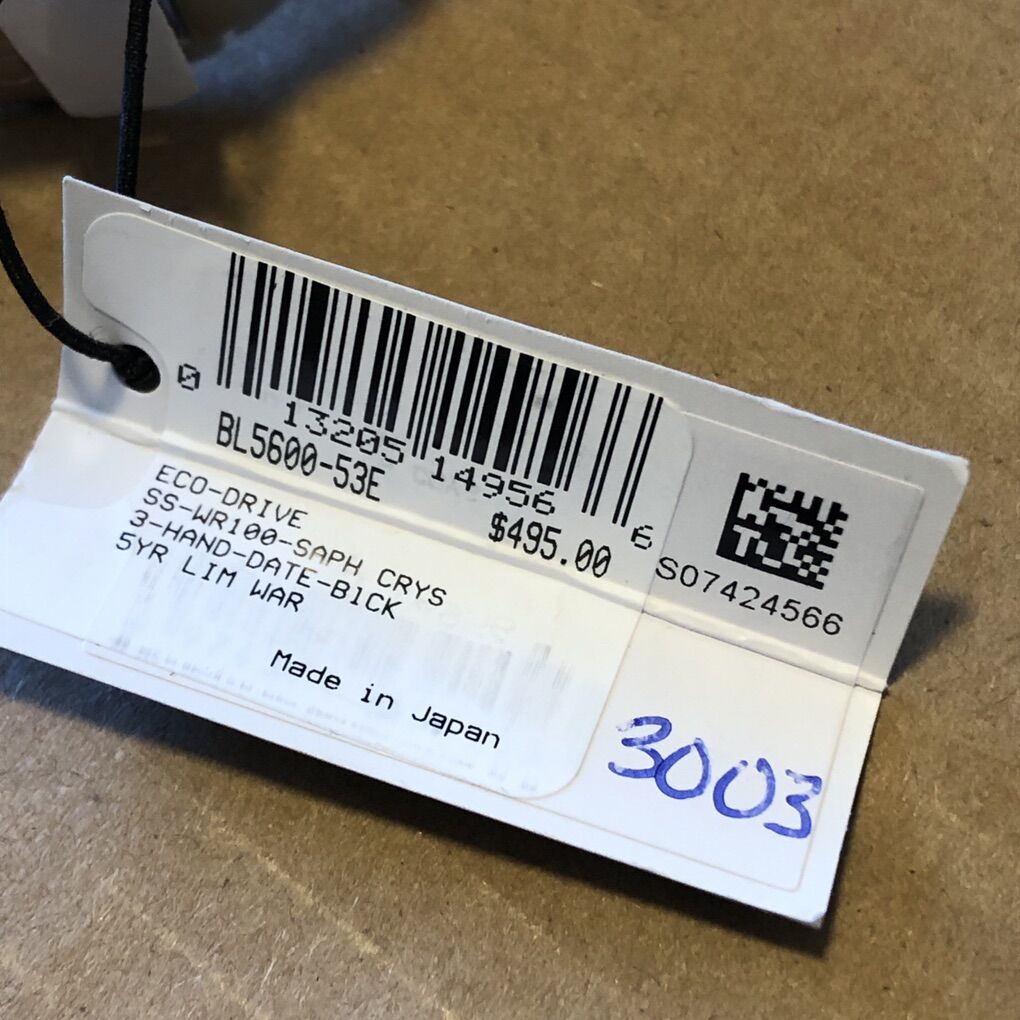 0 13205 14956 6
BL5600-53E
$495.00
ECO-DRIVE
SS-WR100-SAPH CRYS
3-HAND-DATE-B1CK
5YR LIM WAR
Made in Japan
S07424566
3003